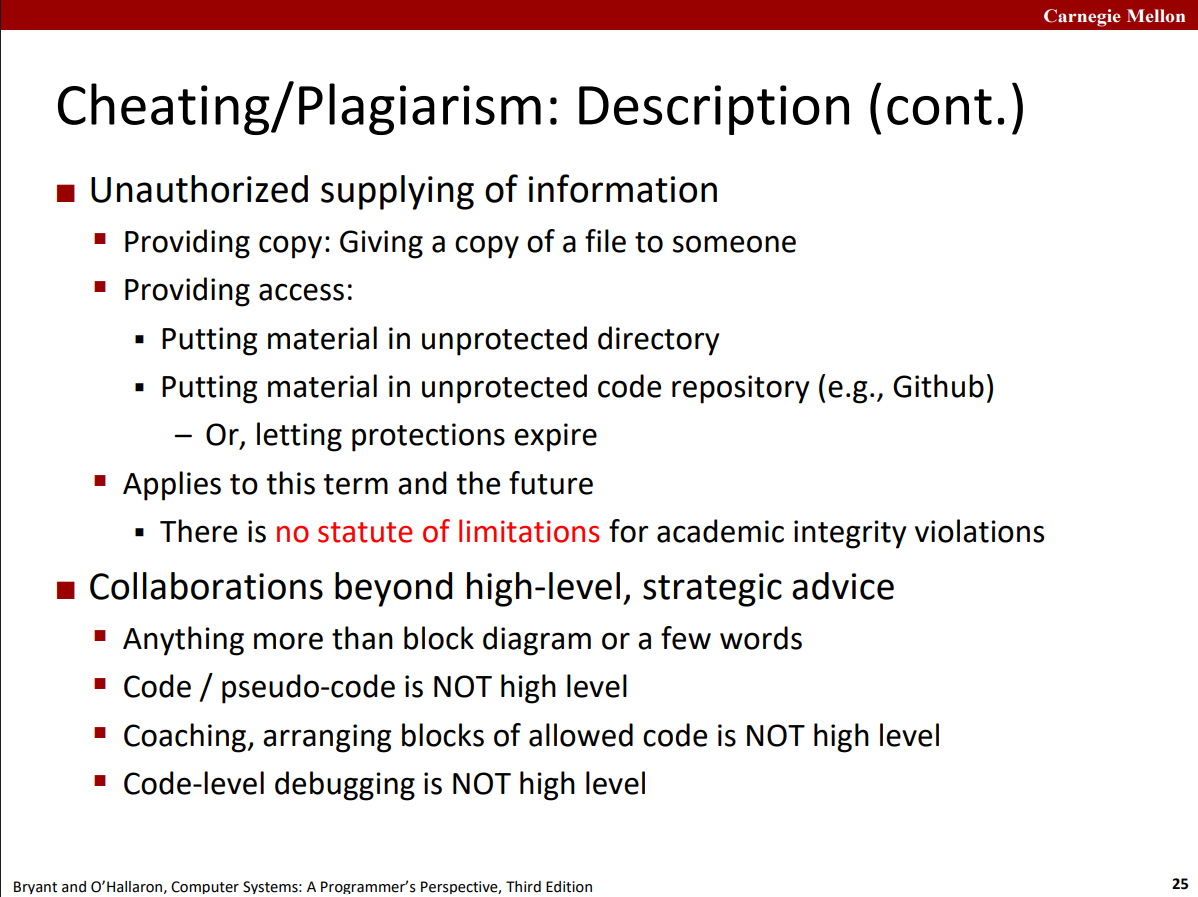 Carnegie Mellon
Cheating/Plagiarism: Description (cont.)
■ Unauthorized supplying of information
▪ Providing copy: Giving a copy of a file to someone
▪ Providing access:
▪ Putting material in unprotected directory
▪ Putting material in unprotected code repository (e.g., Github)
– Or, letting protections expire
▪ Applies to this term and the future
▪ There is no statute of limitations for academic integrity violations
■ Collaborations beyond high-level, strategic advice
▪ Anything more than block diagram or a few words
▪ Code / pseudo-code is NOT high level
▪ Coaching, arranging blocks of allowed code is NOT high level
▪ Code-level debugging is NOT high level
Bryant and O’Hallaron, Computer Systems: A Programmer’s Perspective, Third Edition
25